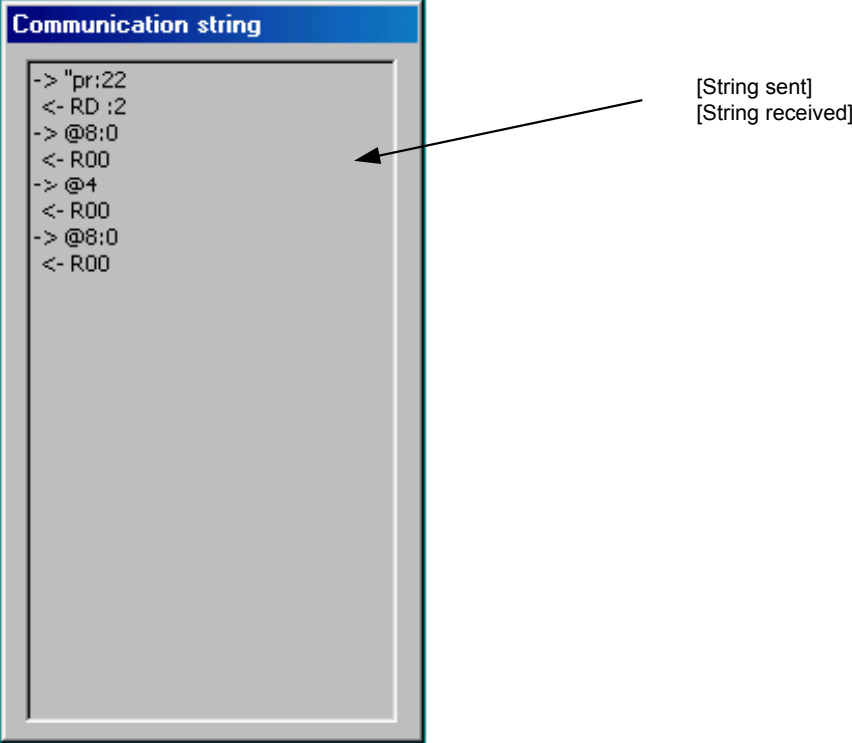 Communication string
-> "pr:22
<- RD :2
-> @8:0
<- R00
-> @4
<- R00
-> @8:0
<- R00
[String sent]
[String received]